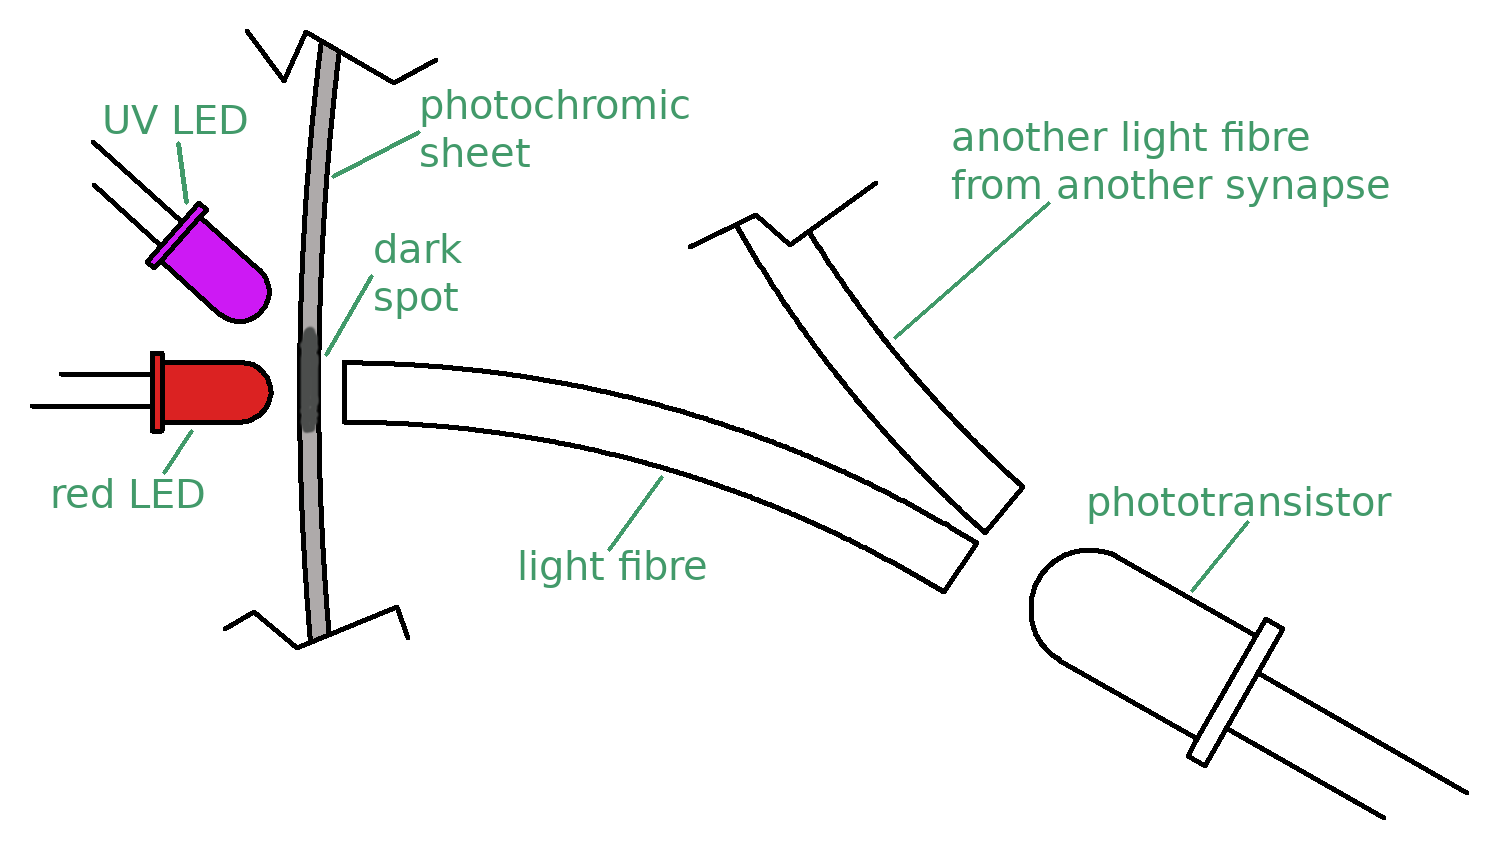 UV LED
photochromic
sheet
another light fibre
from another synapse
dark
spot
red LED
light fibre
phototransistor